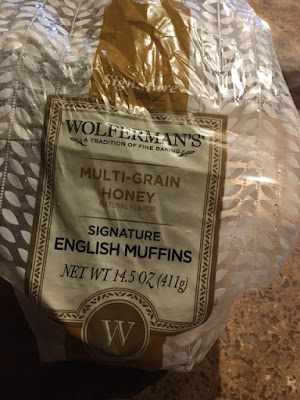 Signature
WOLFERMAN'S
A TRADITION OF FINE BAKING
MULTI-GRAIN
HONEY
NATURAL FLAVOR
SIGNATURE
ENGLISH MUFFINS
NET WT 14.5 OZ (411g)
W